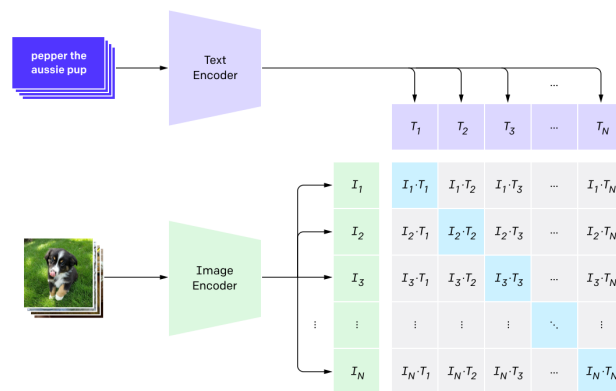 pepper the
aussie pup
Text
Encoder
...
T1 T2 T3 ... TN
I1 I1·T1 I1·T2 I1·T3 ... I1·TN
I2 I2·T1 I2·T2 I2·T3 ... I2·TN
Image
Encoder
I3 I3·T1 I3·T2 I3·T3 ... I3·TN
⋮ ⋮ ⋮ ⋮ ⋮ ⋱ ⋮
IN IN·T1 IN·T2 IN·T3 ... IN·TN